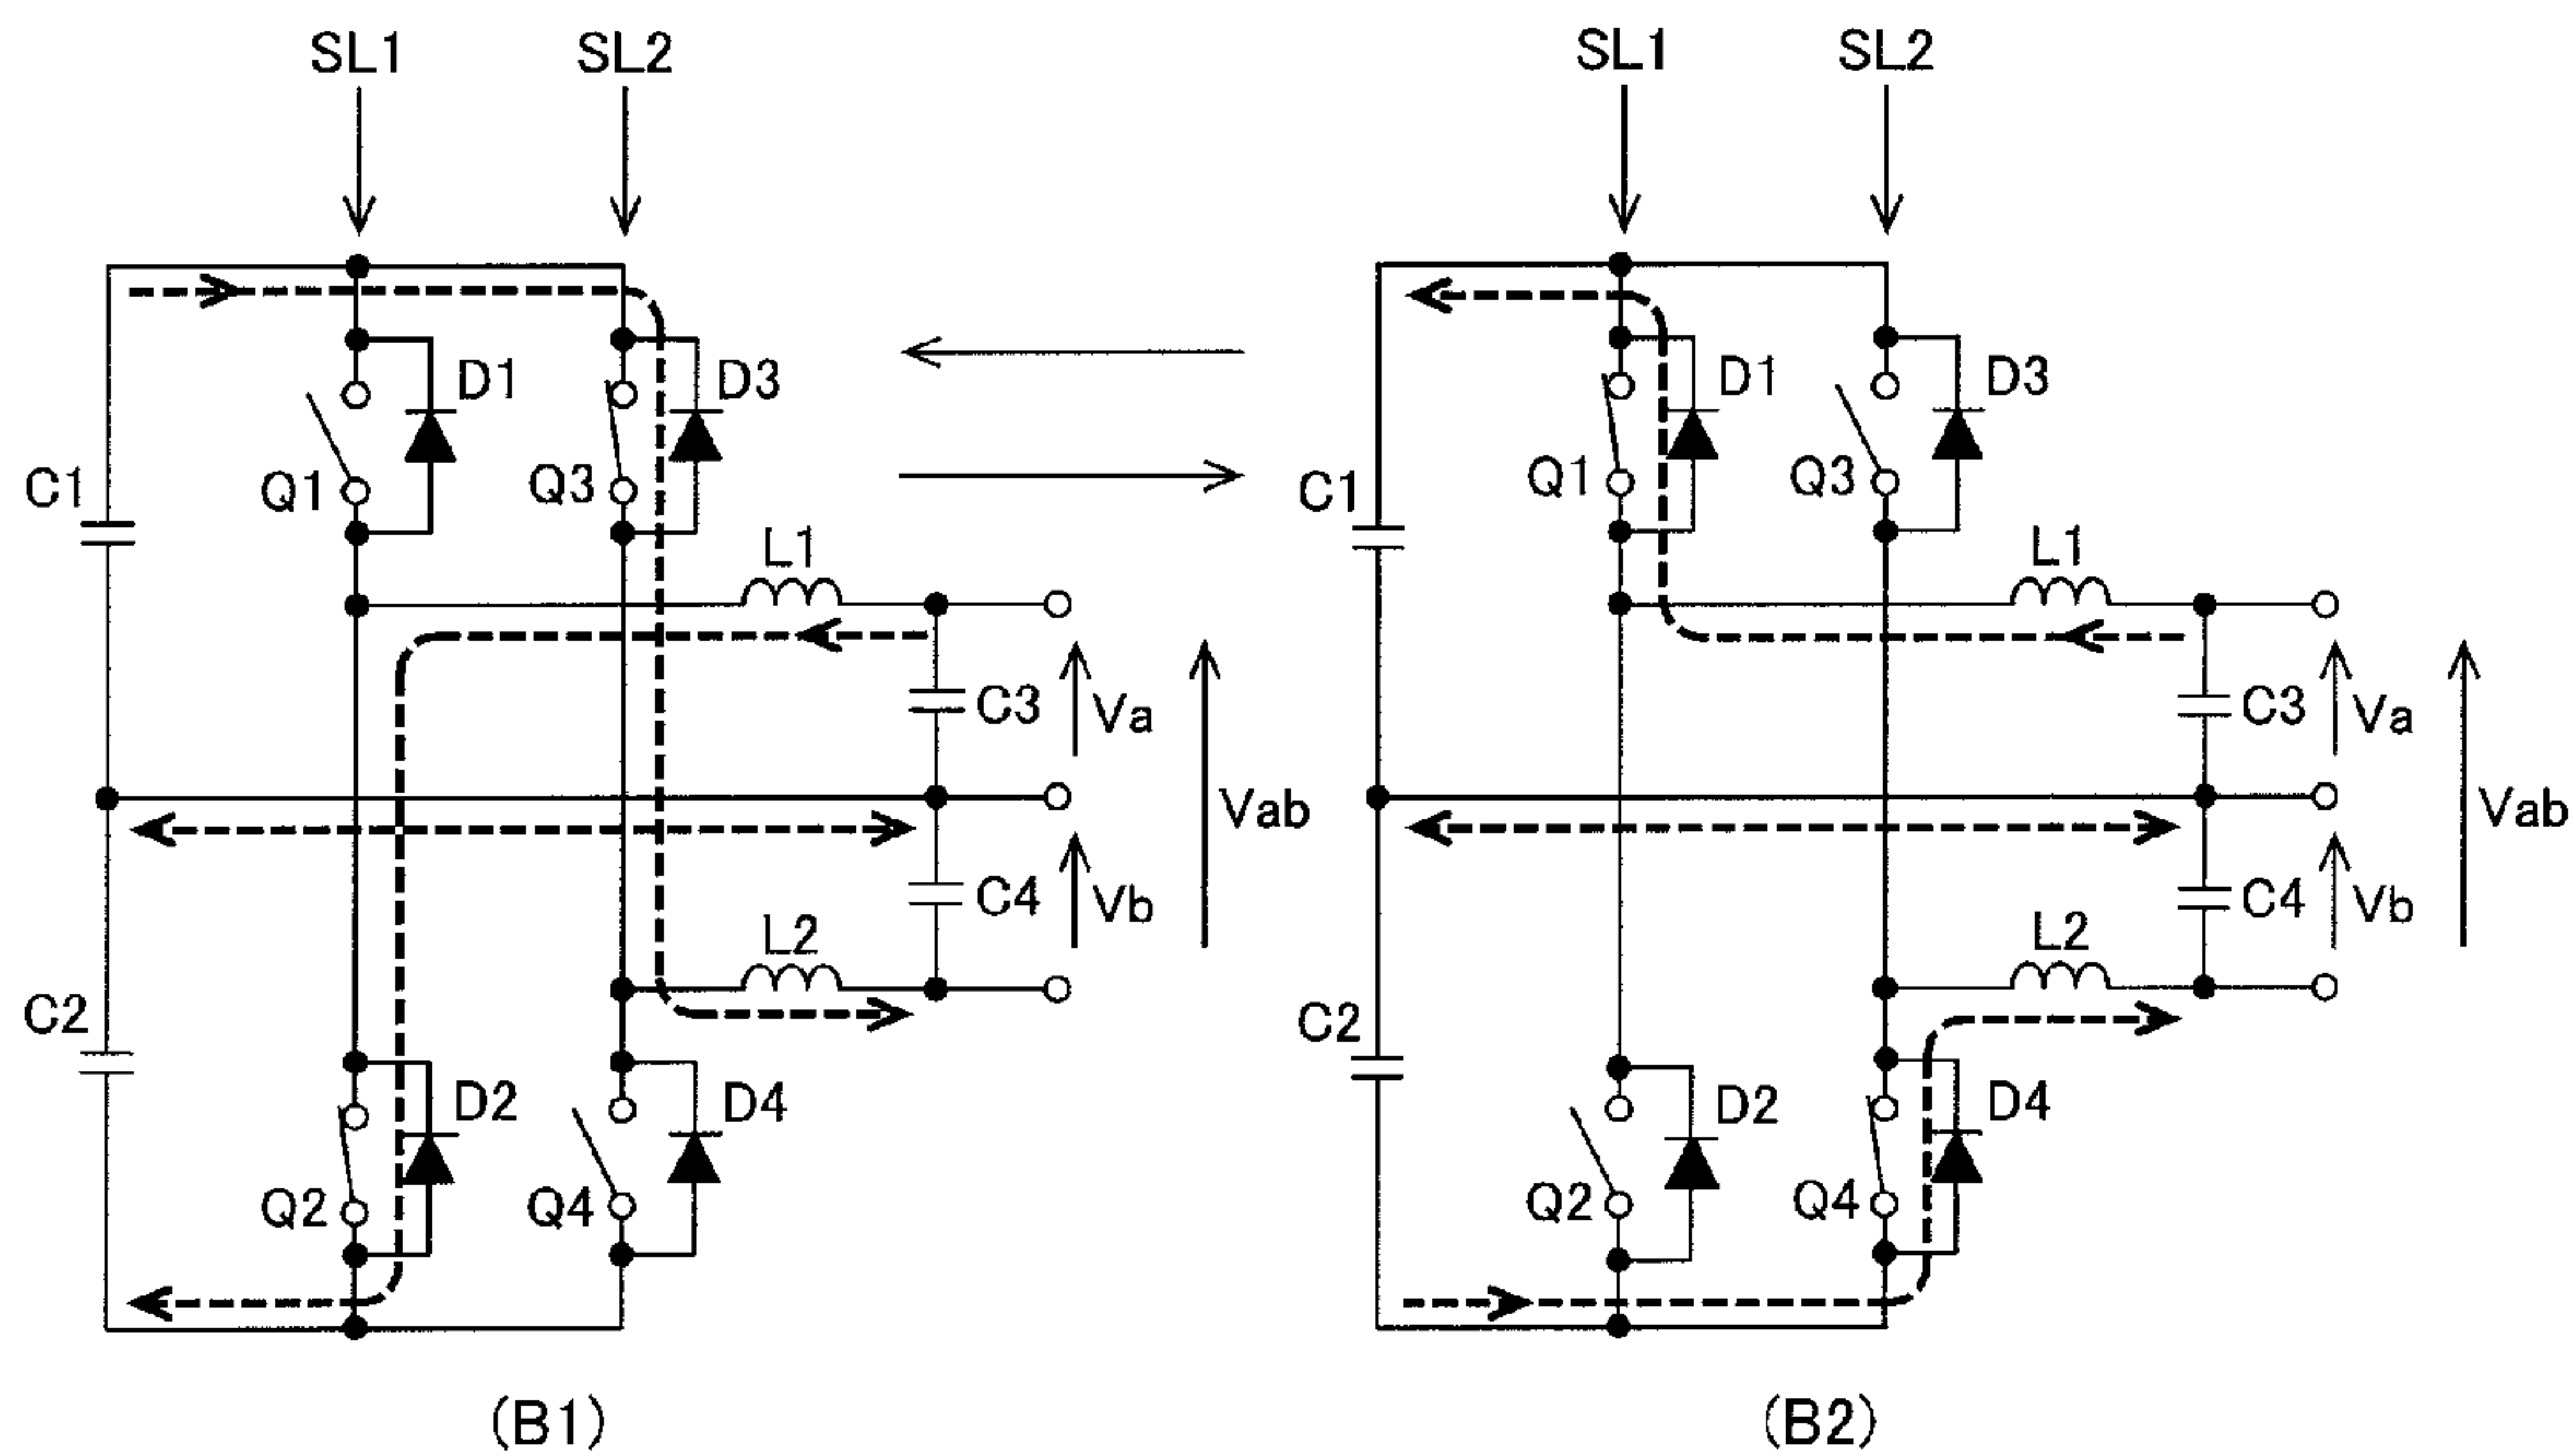 SL1 SL2
D1 D3
C1 Q1 Q3
L1
C3 Va
Vab
C4 Vb
L2
C2
D2 D4
Q2 Q4
(B1)
SL1 SL2
D1 D3
C1 Q1 Q3
L1
C3 Va
Vab
C4 Vb
L2
C2
D2 D4
Q2 Q4
(B2)